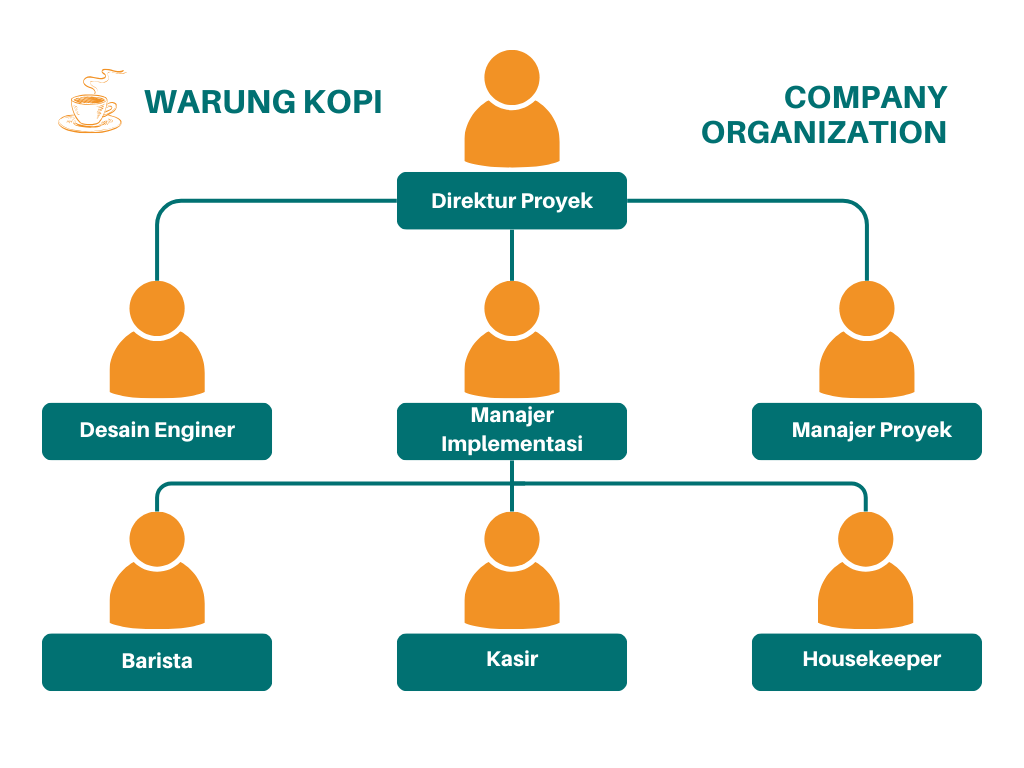 WARUNG KOPI
COMPANY
ORGANIZATION
Direktur Proyek
Desain Enginer
Manajer
Implementasi
Manajer Proyek
Barista
Kasir
Housekeeper